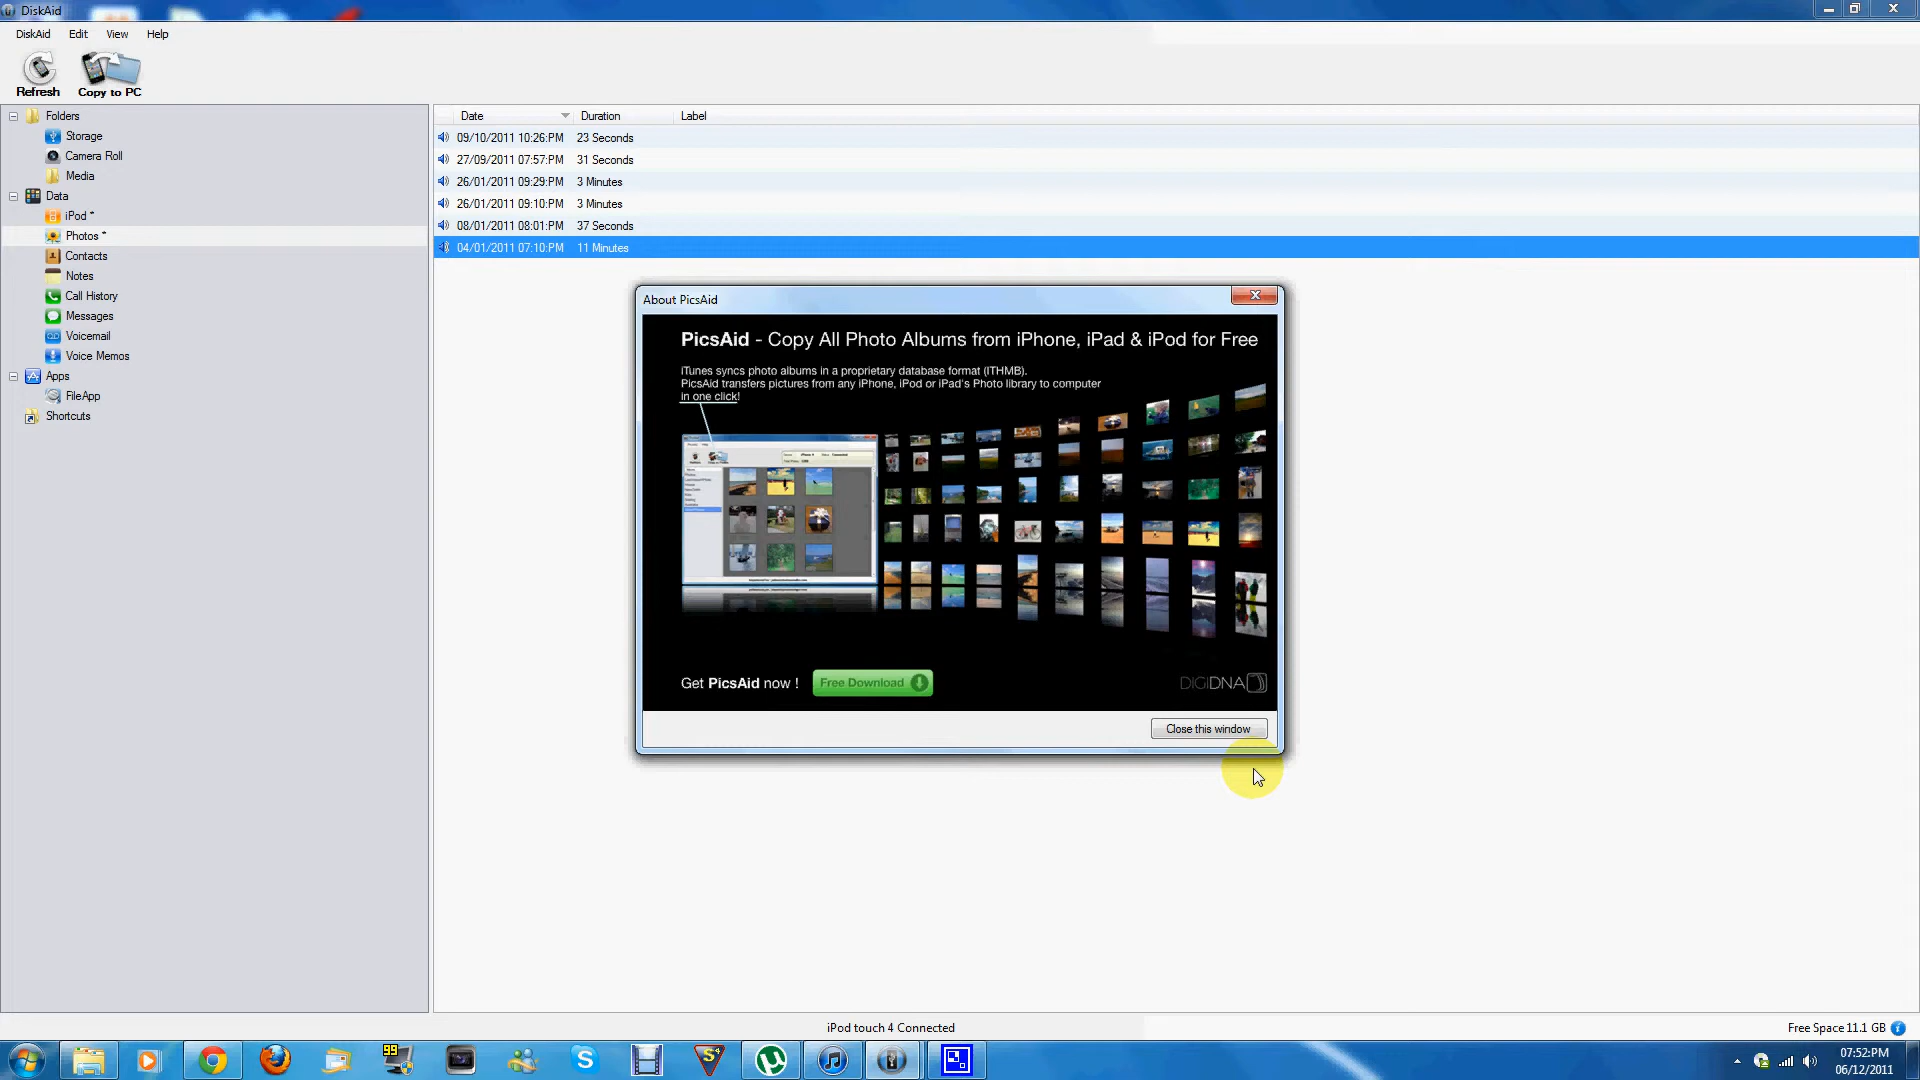 DiskAid
DiskAid Edit View Help
Refresh Copy to PC
Folders
Storage
Camera Roll
Media
Data
iPod *
Photos *
Contacts
Notes
Call History
Messages
Voicemail
Voice Memos
Apps
FileApp
Shortcuts
Date Duration Label
09/10/2011 10:26:PM 23 Seconds
27/09/2011 07:57:PM 31 Seconds
26/01/2011 09:29:PM 3 Minutes
26/01/2011 09:10:PM 3 Minutes
08/01/2011 08:01:PM 37 Seconds
04/01/2011 07:10:PM 11 Minutes
About PicsAid
PicsAid - Copy All Photo Albums from iPhone, iPad & iPod for Free
iTunes syncs photo albums in a proprietary database format (ITHMB).
PicsAid transfers pictures from any iPhone, iPod or iPad's Photo library to computer
in one click!
Get PicsAid now ! Free Download
DIGIDNA
Close this window
iPod touch 4 Connected
Free Space 11.1 GB
99
07:52:PM
06/12/2011